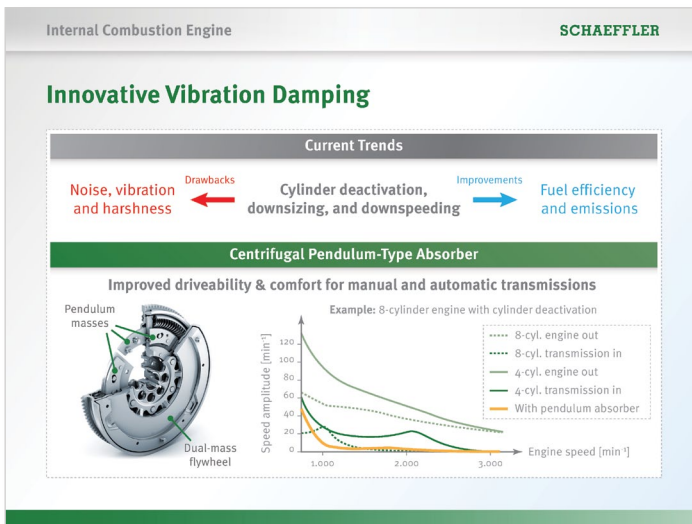 Internal Combustion Engine
SCHAEFFLER
Innovative Vibration Damping
Current Trends
Noise, vibration
and harshness
Drawbacks
Cylinder deactivation,
downsizing, and downspeeding
Improvements
Fuel efficiency
and emissions
Centrifugal Pendulum-Type Absorber
Improved driveability & comfort for manual and automatic transmissions
Pendulum
masses
Dual-mass
flywheel
Example: 8-cylinder engine with cylinder deactivation
Speed amplitude [min⁻¹]
120
100
80
60
40
20
0
1,000
2,000
3,000
Engine speed [min⁻¹]
8-cyl. engine out
8-cyl. transmission in
4-cyl. engine out
4-cyl. transmission in
With pendulum absorber